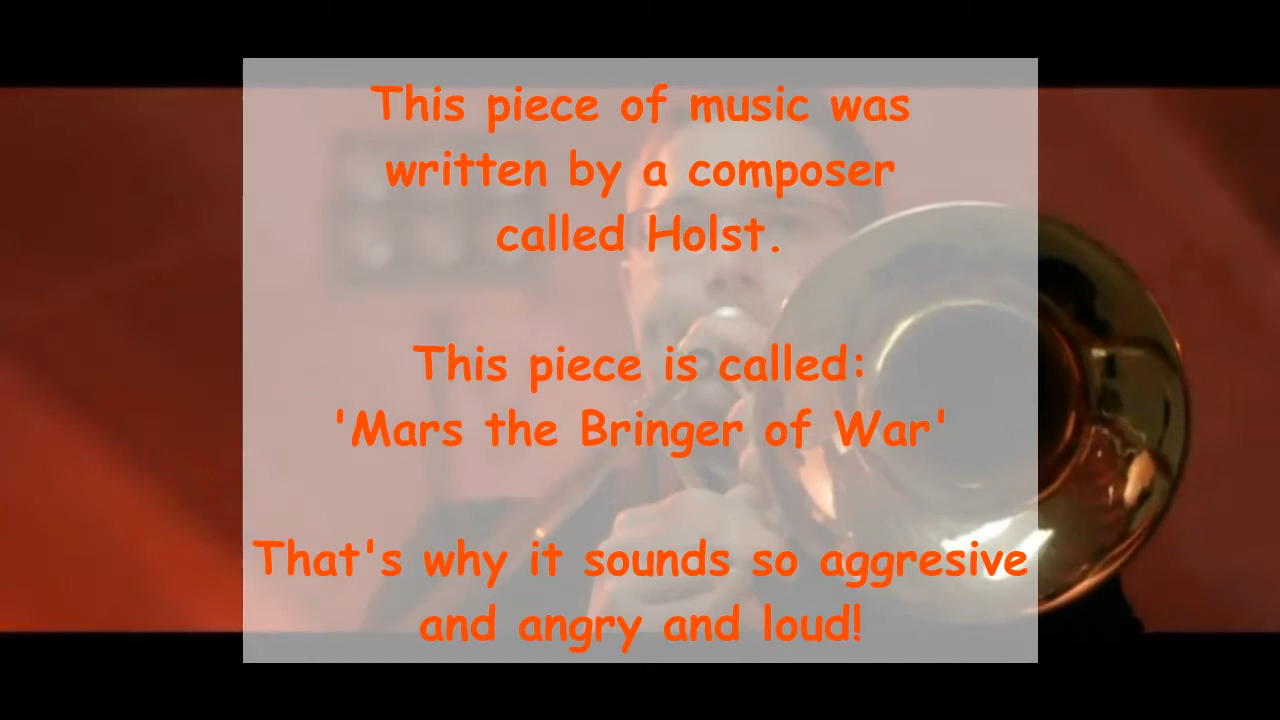 This piece of music was
written by a composer
called Holst.
This piece is called:
'Mars the Bringer of War'
That's why it sounds so aggresive
and angry and loud!